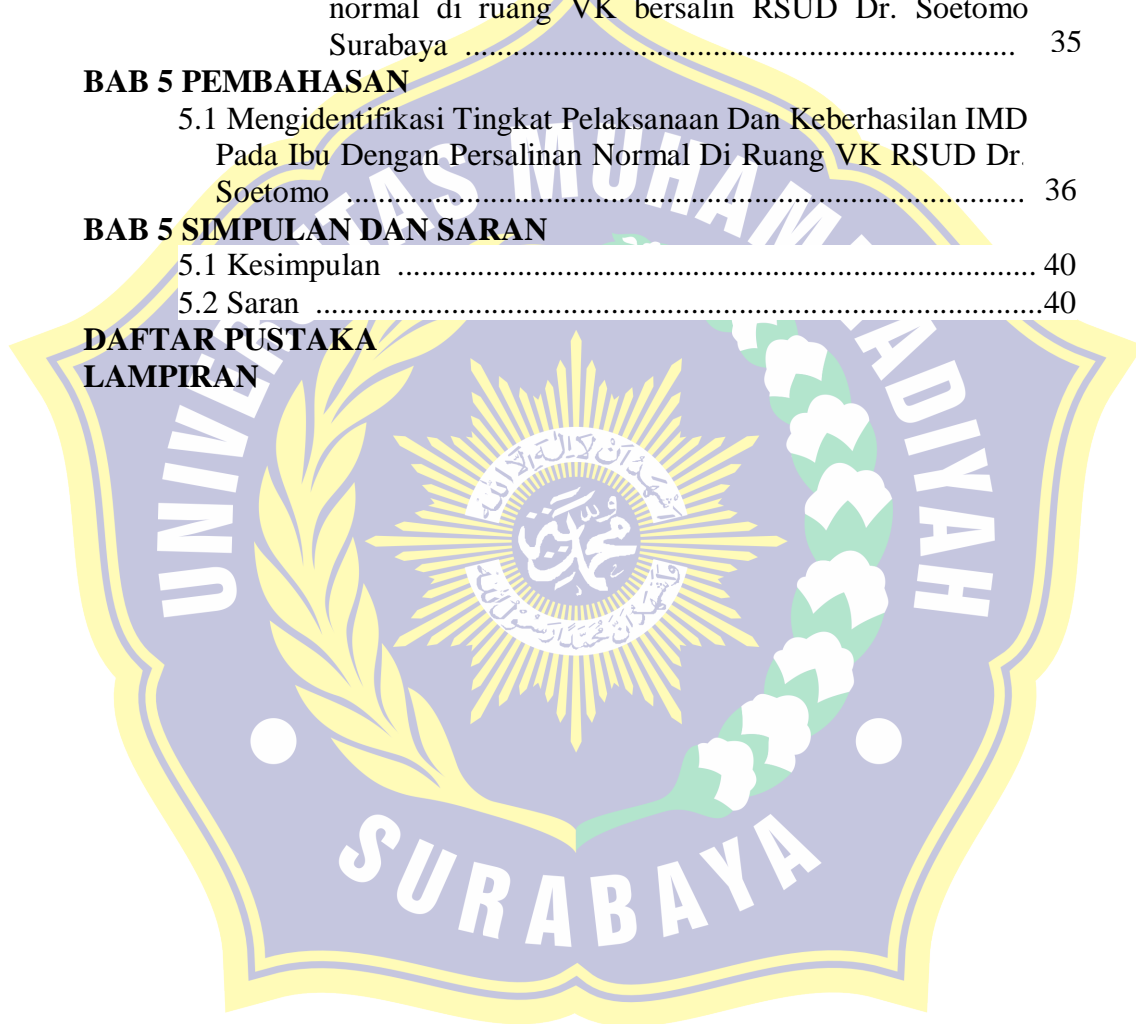 normal di ruang VK bersalin RSUD Dr. Soetomo
Surabaya ................................................................. 35
BAB 5 PEMBAHASAN
5.1 Mengidentifikasi Tingkat Pelaksanaan Dan Keberhasilan IMD
Pada Ibu Dengan Persalinan Normal Di Ruang VK RSUD Dr.
Soetomo ................................................................................ 36
BAB 5 SIMPULAN DAN SARAN
5.1 Kesimpulan ........................................................................... 40
5.2 Saran .....................................................................................40
DAFTAR PUSTAKA
LAMPIRAN
UNIVERSITAS MUHAMMADIYAH
SURABAYA